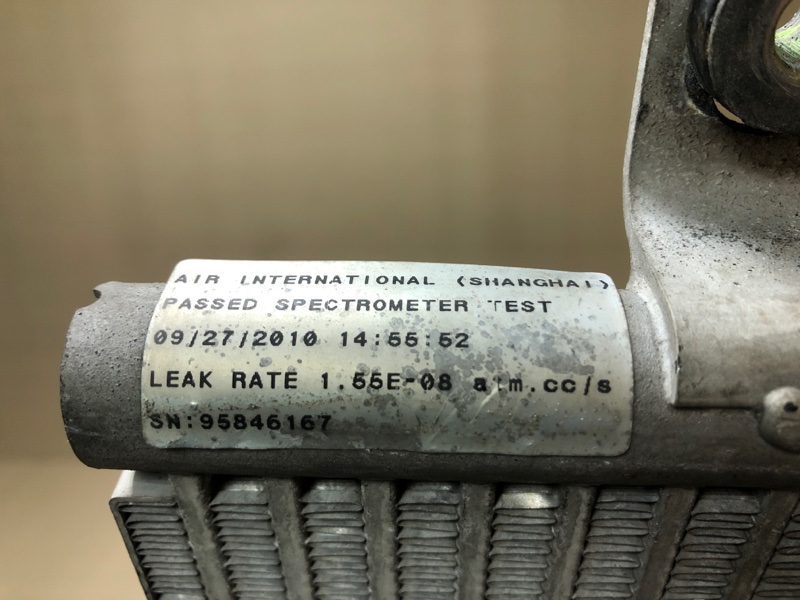 AIR INTERNATIONAL (SHANGHAI)
PASSED SPECTROMETER TEST
09/27/2010 14:55:52
LEAK RATE 1.55E-08 atm.cc/s
SN:95846167